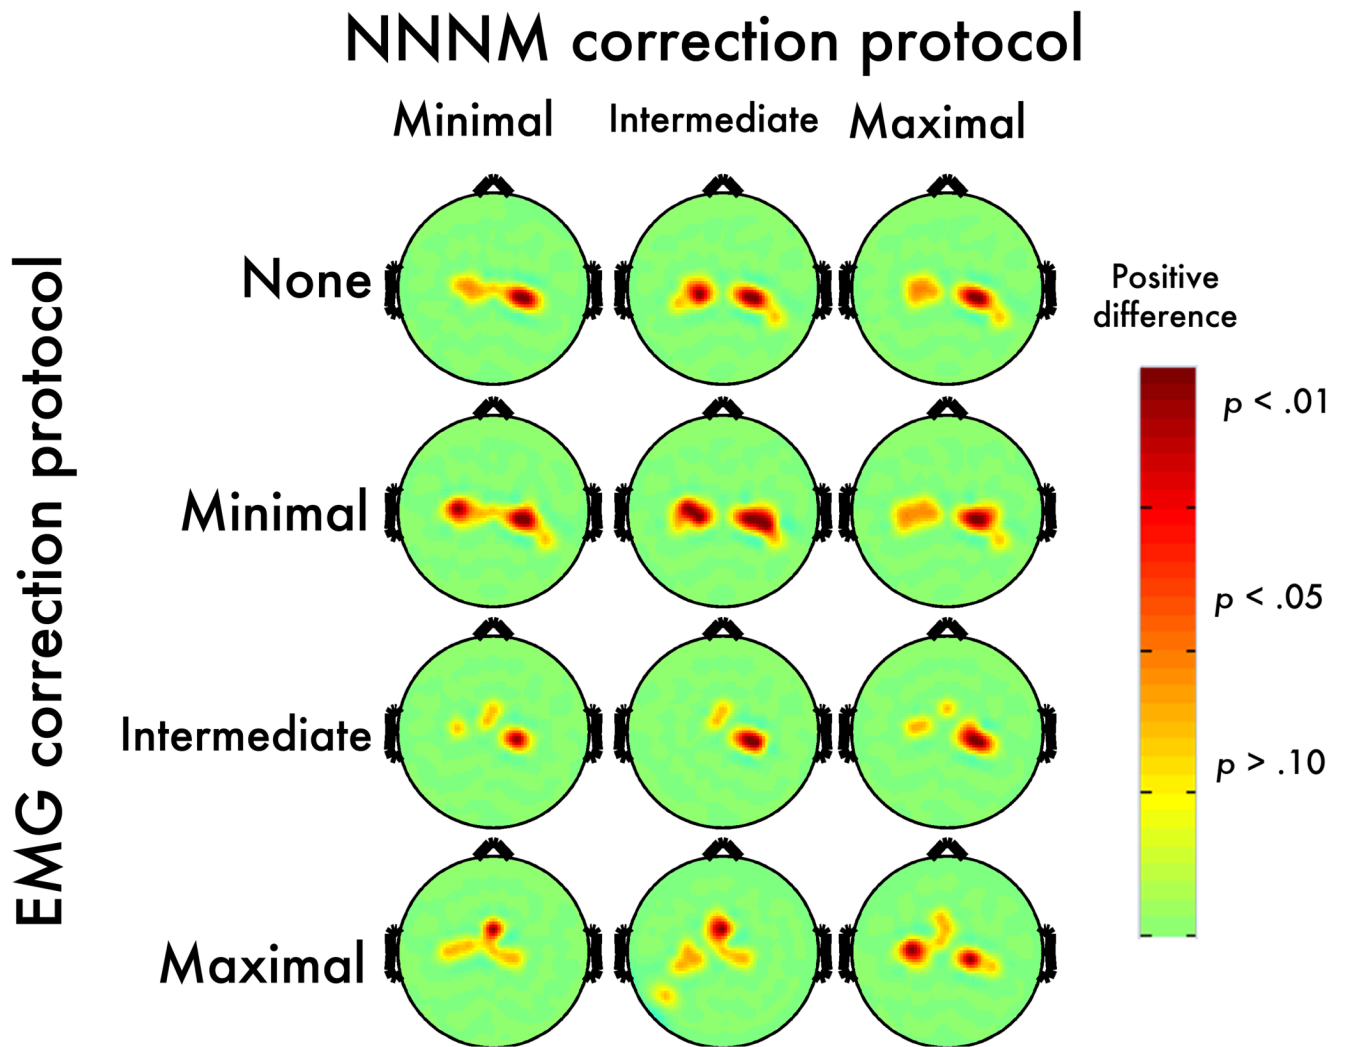 NNNM correction protocol
Minimal Intermediate Maximal
EMG correction protocol
None
Minimal
Intermediate
Maximal
Positive
difference
p < .01
p < .05
p > .10